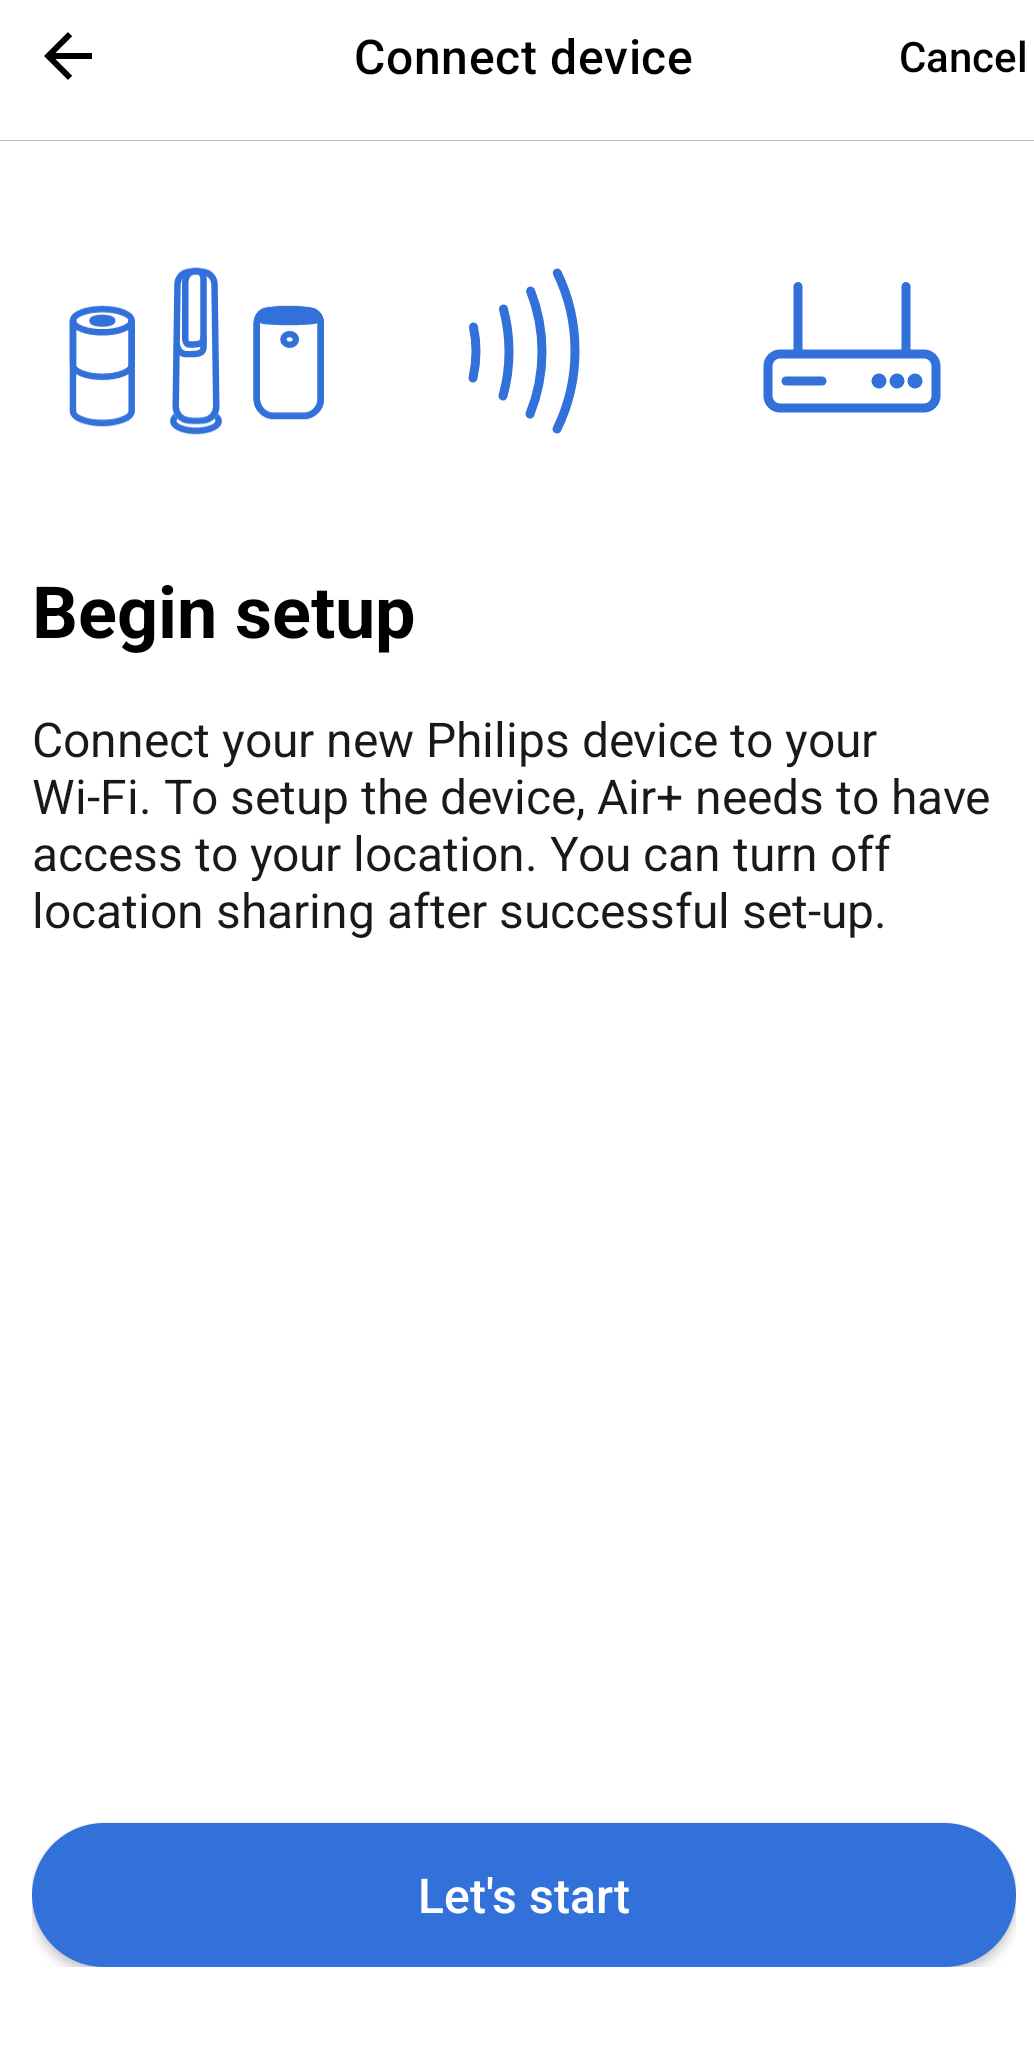 Connect device
Cancel
Begin setup
Connect your new Philips device to your
Wi-Fi. To setup the device, Air+ needs to have
access to your location. You can turn off
location sharing after successful set-up.
Let's start